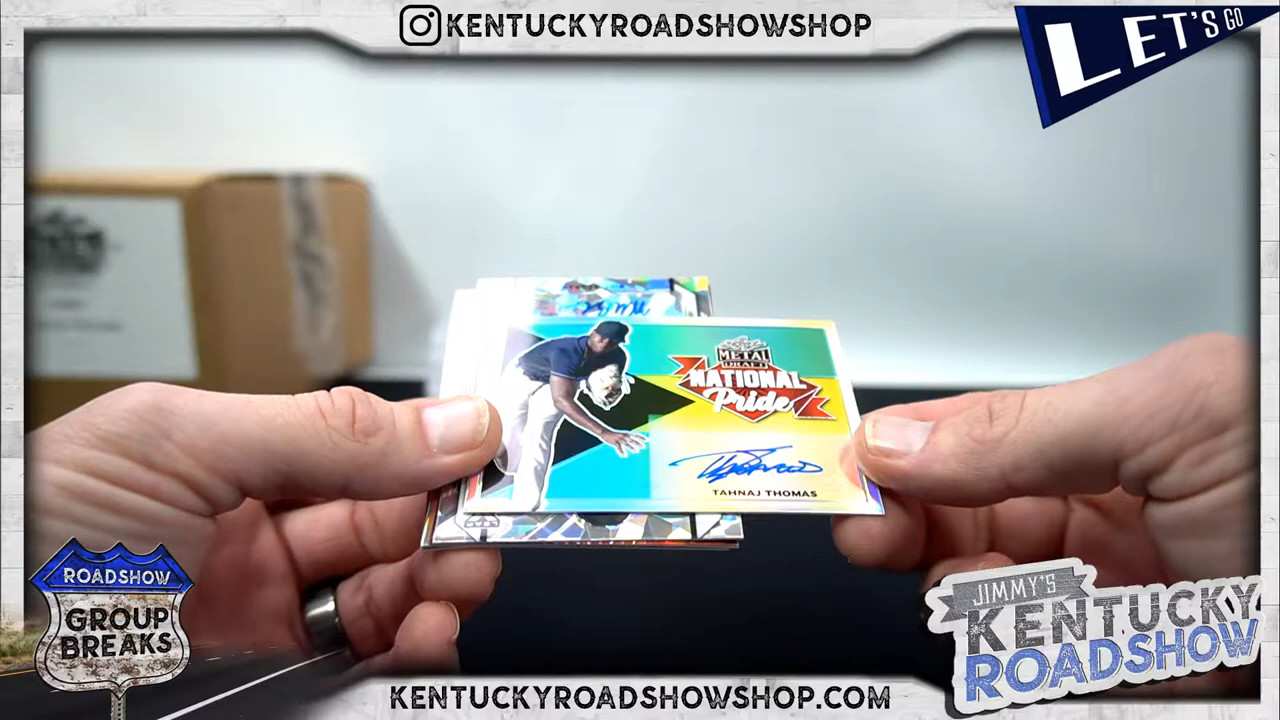 KENTUCKYROADSHOWSHOP
LET'S GO
METAL
DRAFT
NATIONAL
Pride
TAHNAJ THOMAS
ROADSHOW
GROUP
BREAKS
JIMMY'S
KENTUCKY
ROADSHOW
KENTUCKYROADSHOWSHOP.COM